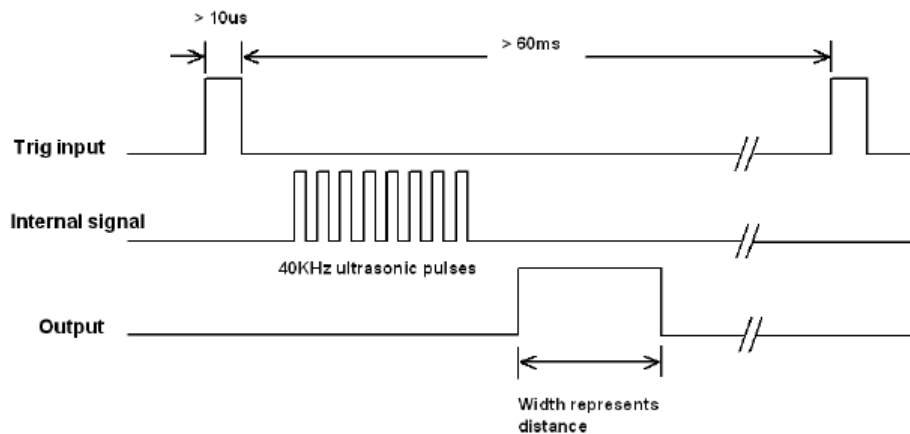 > 10us
> 60ms
Trig input
Internal signal
40KHz ultrasonic pulses
Output
Width represents
distance